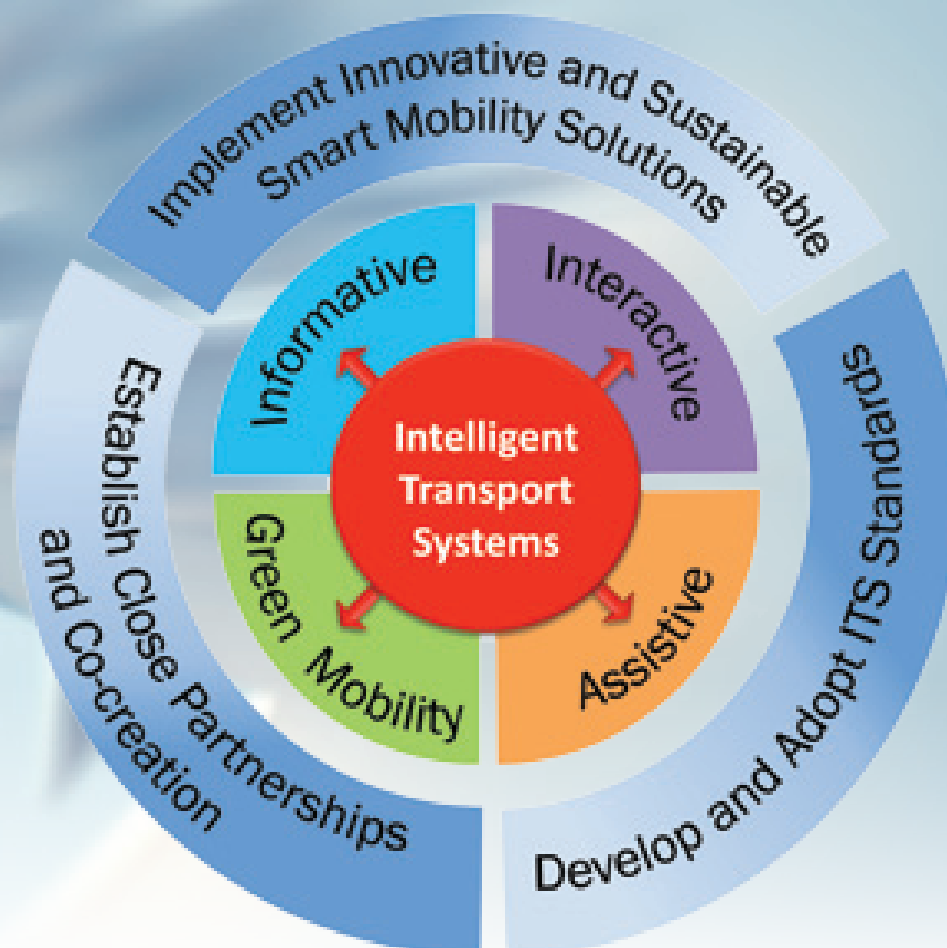 Implement Innovative and Sustainable
Smart Mobility Solutions
Informative
Interactive
Intelligent
Transport
Systems
Green Mobility
Assistive
Establish Close Partnerships
and Co-creation
Develop and Adopt ITS Standards